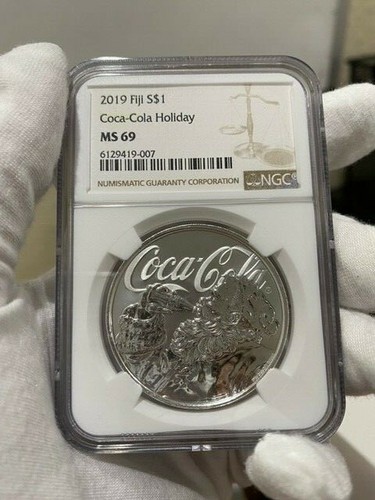 2019 Fiji S$1
Coca-Cola Holiday
MS 69
6129419-007
NUMISMATIC GUARANTY CORPORATION
NGC®
Coca-Cola